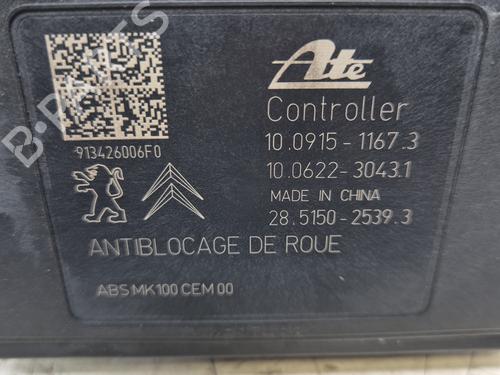 Ate
Controller
10.0915-1167.3
10.0622-3043.1
MADE IN CHINA
28.5150-2539.3
913426006F0
ANTIBLOCAGE DE ROUE
ABS MK100 CEM 00
B-PARTS